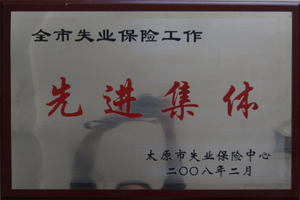 全市失业保险工作
先进集体
太原市失业保险中心
二〇〇八年二月